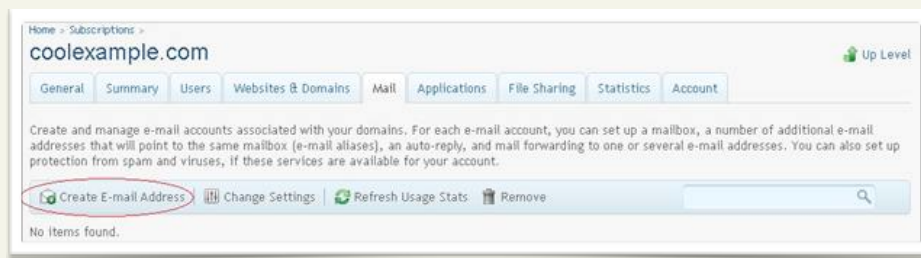 Home > Subscriptions >
coolexample.com
Up Level
General Summary Users Websites & Domains Mail Applications File Sharing Statistics Account
Create and manage e-mail accounts associated with your domains. For each e-mail account, you can set up a mailbox, a number of additional e-mail
addresses that will point to the same mailbox (e-mail aliases), an auto-reply, and mail forwarding to one or several e-mail addresses. You can also set up
protection from spam and viruses, if these services are available for your account.
Create E-mail Address Change Settings Refresh Usage Stats Remove
No items found.